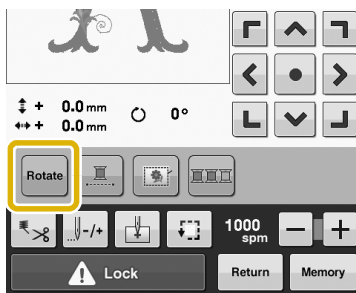 + 0.0 mm
+ 0.0 mm 0°
Rotate
-/+
1000
spm
- +
Lock
Return
Memory